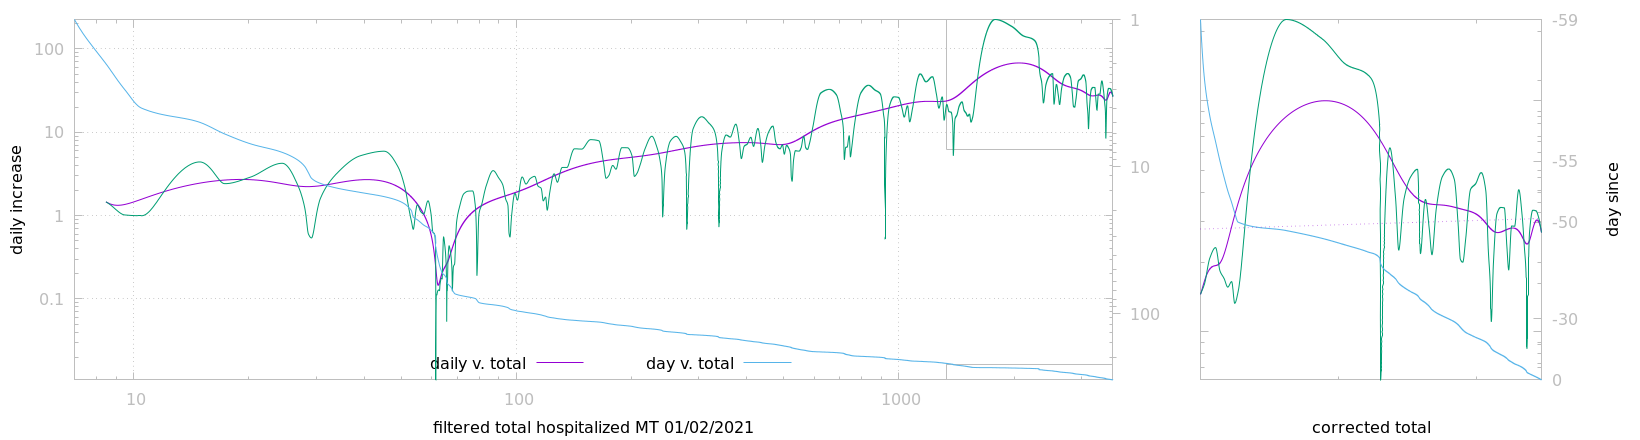 daily increase
100
10
1
0.1
10
100
1000
1
10
100
daily v. total
day v. total
filtered total hospitalized MT 01/02/2021
-59
-55
-50
-30
0
day since
corrected total